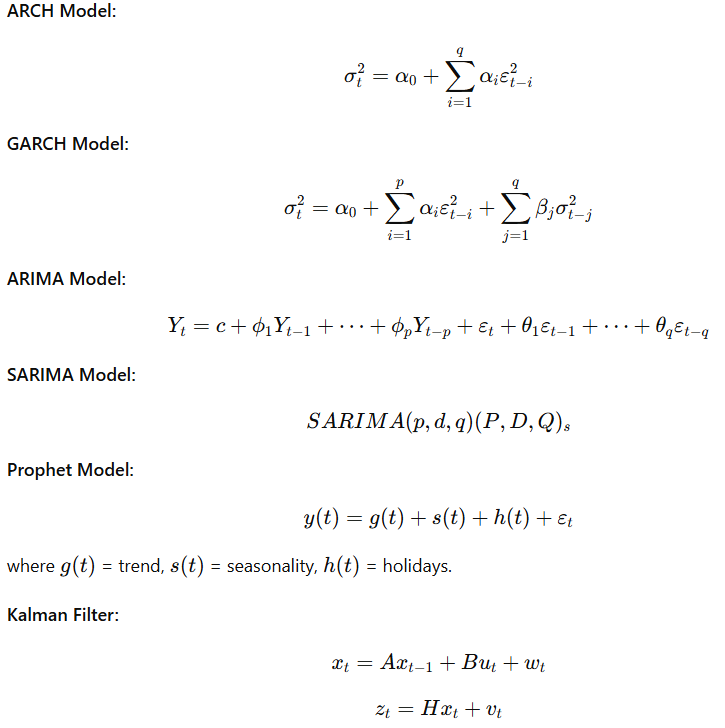 ARCH Model:
σ_t^2 = α_0 + ∑_{i=1}^{q} α_i ε_{t−i}^2
GARCH Model:
σ_t^2 = α_0 + ∑_{i=1}^{p} α_i ε_{t−i}^2 + ∑_{j=1}^{q} β_j σ_{t−j}^2
ARIMA Model:
Y_t = c + ϕ_1 Y_{t−1} + ⋯ + ϕ_p Y_{t−p} + ε_t + θ_1 ε_{t−1} + ⋯ + θ_q ε_{t−q}
SARIMA Model:
SARIMA(p, d, q)(P, D, Q)_s
Prophet Model:
y(t) = g(t) + s(t) + h(t) + ε_t
where g(t) = trend, s(t) = seasonality, h(t) = holidays.
Kalman Filter:
x_t = Ax_{t−1} + Bu_t + w_t
z_t = Hx_t + v_t